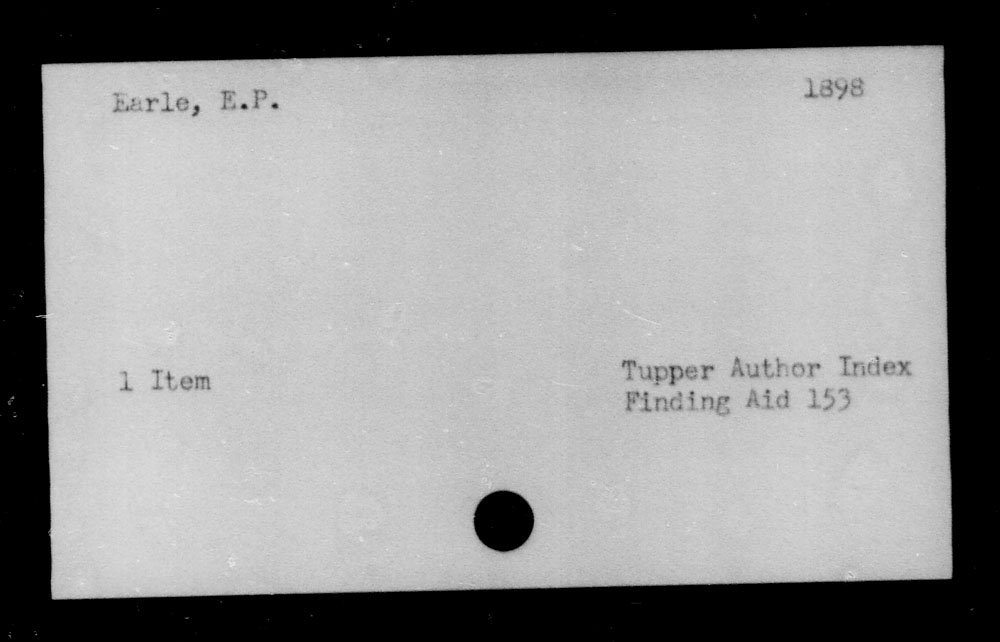 Earle, E.P.
1898
1 Item
Tupper Author Index
Finding Aid 153